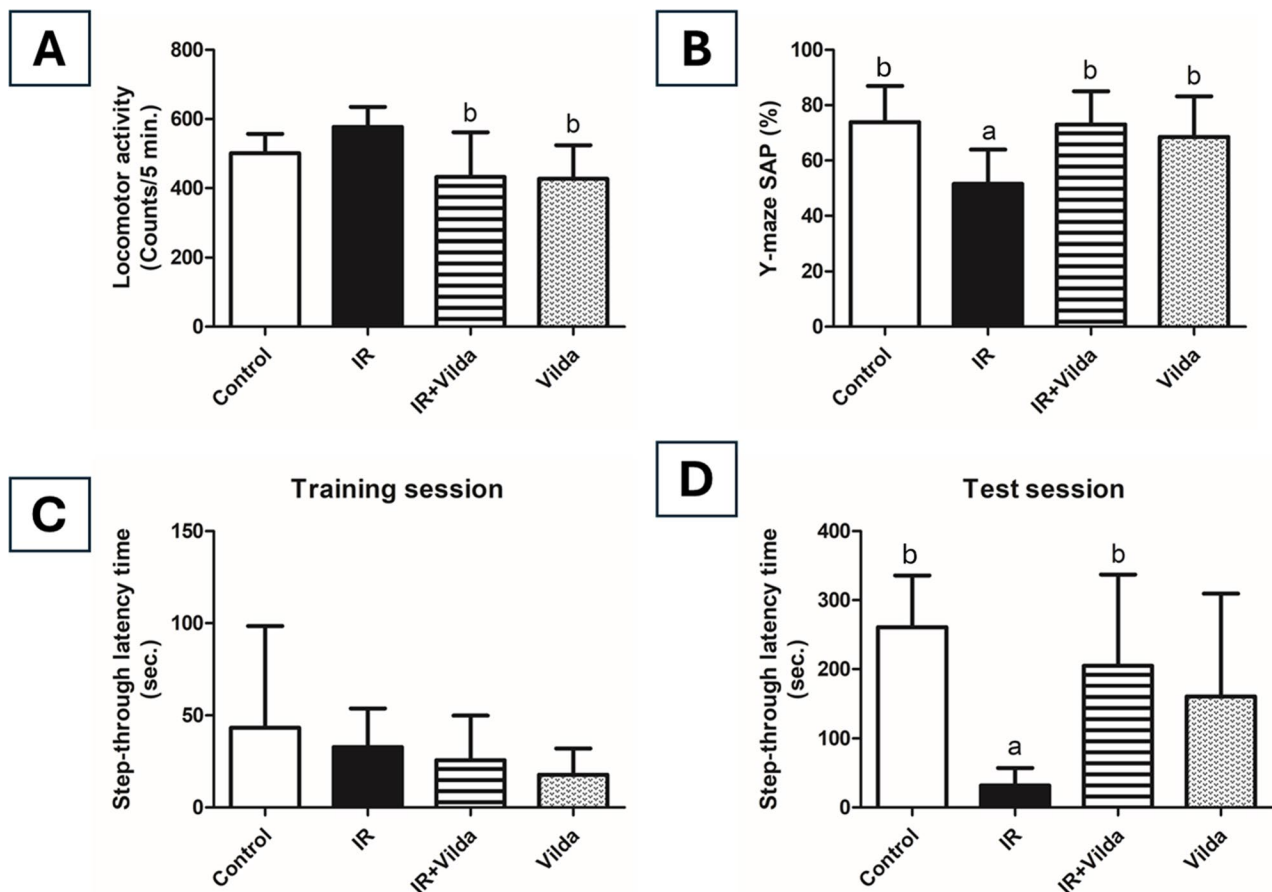 A
Locomotor activity
(Counts/5 min.)
800
600
400
200
0
b
b
Control
IR
IR+Vilda
Vilda
B
Y-maze SAP (%)
100
80
60
40
20
0
b
a
b
b
Control
IR
IR+Vilda
Vilda
C
Training session
Step-through latency time
(sec.)
150
100
50
0
Control
IR
IR+Vilda
Vilda
D
Test session
Step-through latency time
(sec.)
400
300
200
100
0
b
a
b
Control
IR
IR+Vilda
Vilda